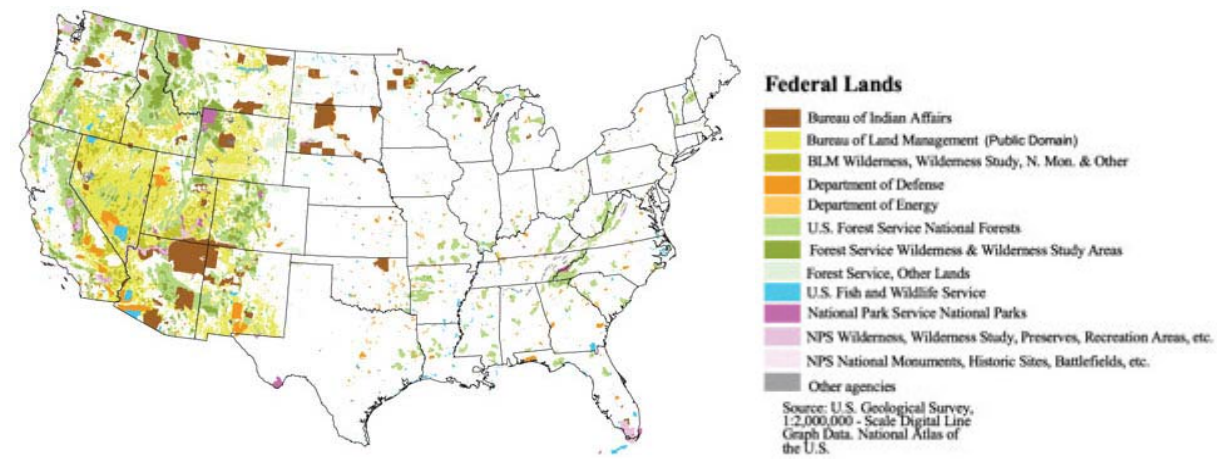 Federal Lands
Bureau of Indian Affairs
Bureau of Land Management (Public Domain)
BLM Wilderness, Wilderness Study, N. Mon. & Other
Department of Defense
Department of Energy
U.S. Forest Service National Forests
Forest Service Wilderness & Wilderness Study Areas
Forest Service, Other Lands
U.S. Fish and Wildlife Service
National Park Service National Parks
NPS Wilderness, Wilderness Study, Preserves, Recreation Areas, etc.
NPS National Monuments, Historic Sites, Battlefields, etc.
Other agencies
Source: U.S. Geological Survey,
1:2,000,000 - Scale Digital Line
Graph Data. National Atlas of
the U.S.